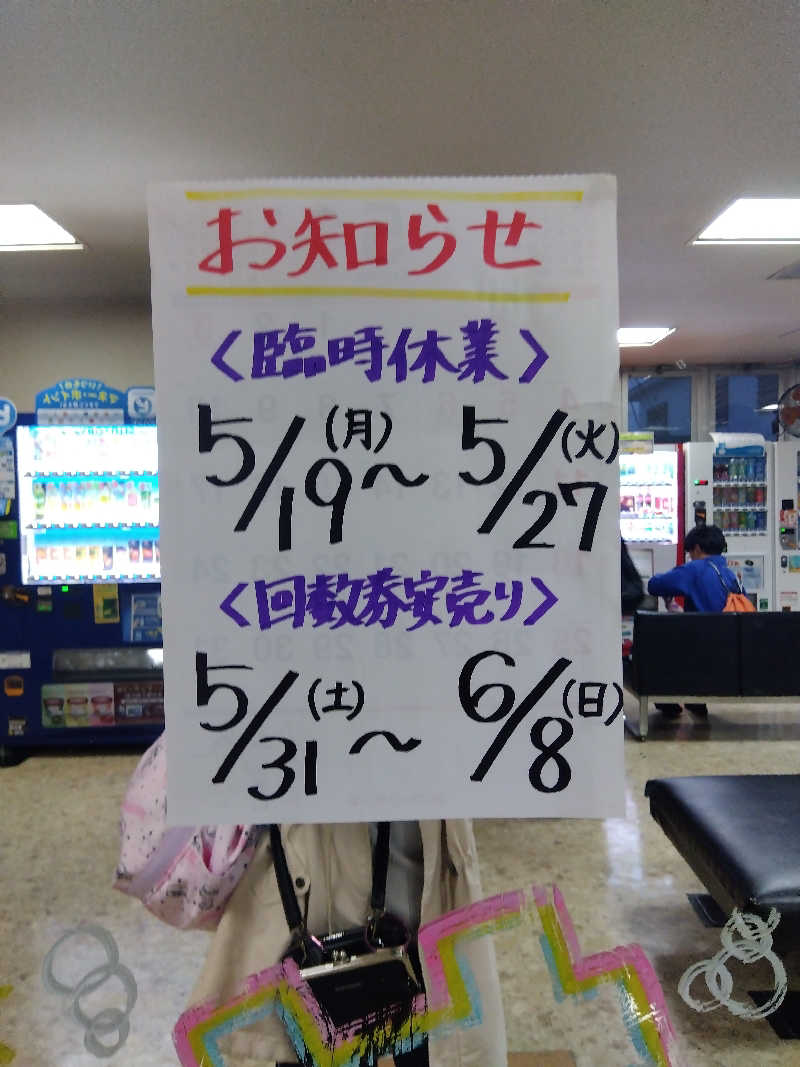 お知らせ
〈臨時休業〉
5/19(月)～5/27(火)
〈回数券安売り〉
5/31(土)～6/8(日)